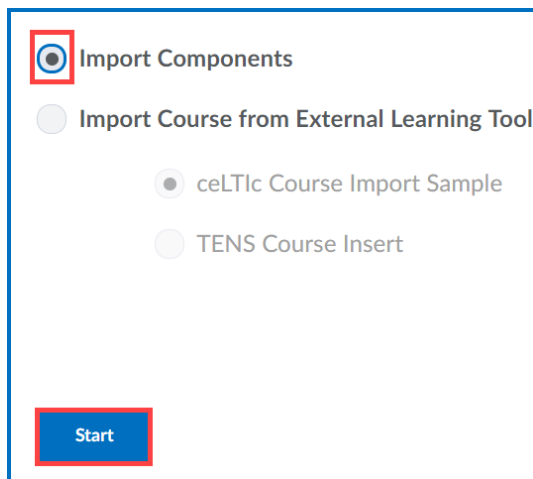 Import Components
Import Course from External Learning Tool
ceLTIc Course Import Sample
TENS Course Insert
Start